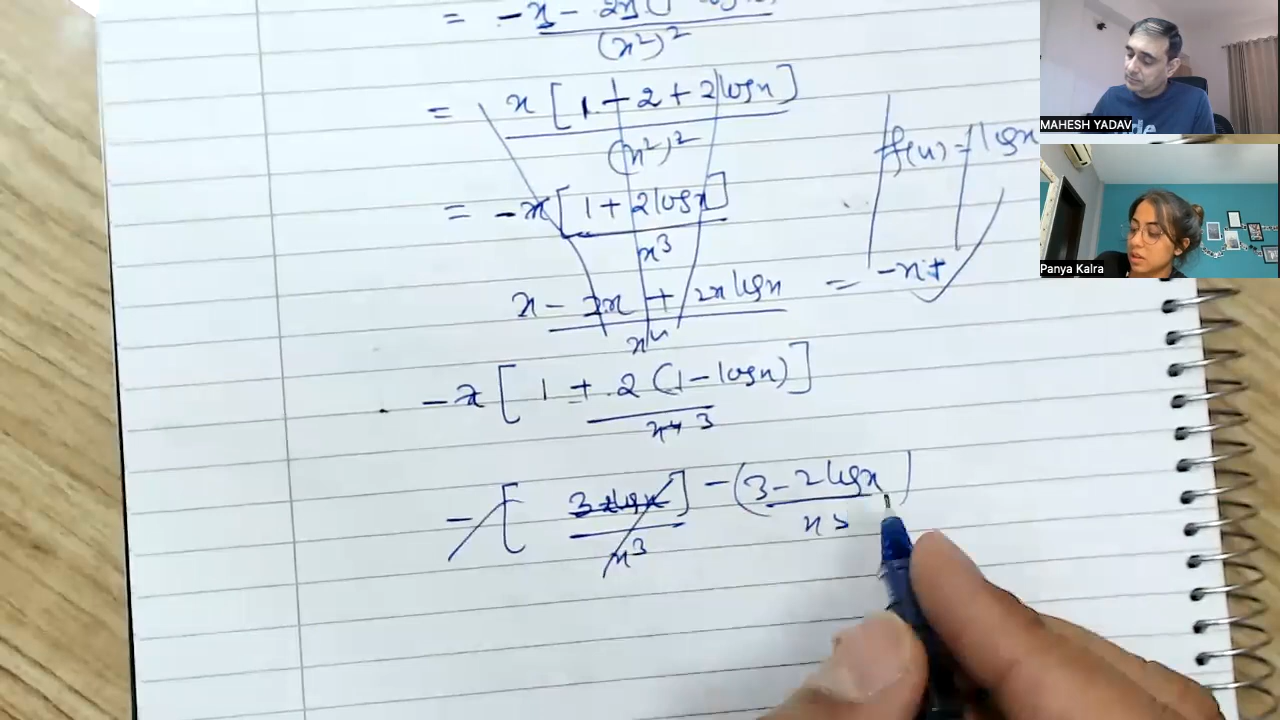 = -x - 2x(
(x²)²
= x [1 + 2 + 2 log x]
(x²)²
= -x [1 + 2 log x]
x³
x - 2x + 2x log x = -x +
x⁴
f(x) = log x
-x [1 + 2 (1 - log x)]
x⁴ 3
- [ 3 - 2 log x ] - (3 - 2 log x)
x³ x³
MAHESH YADAV
Panya Kalra